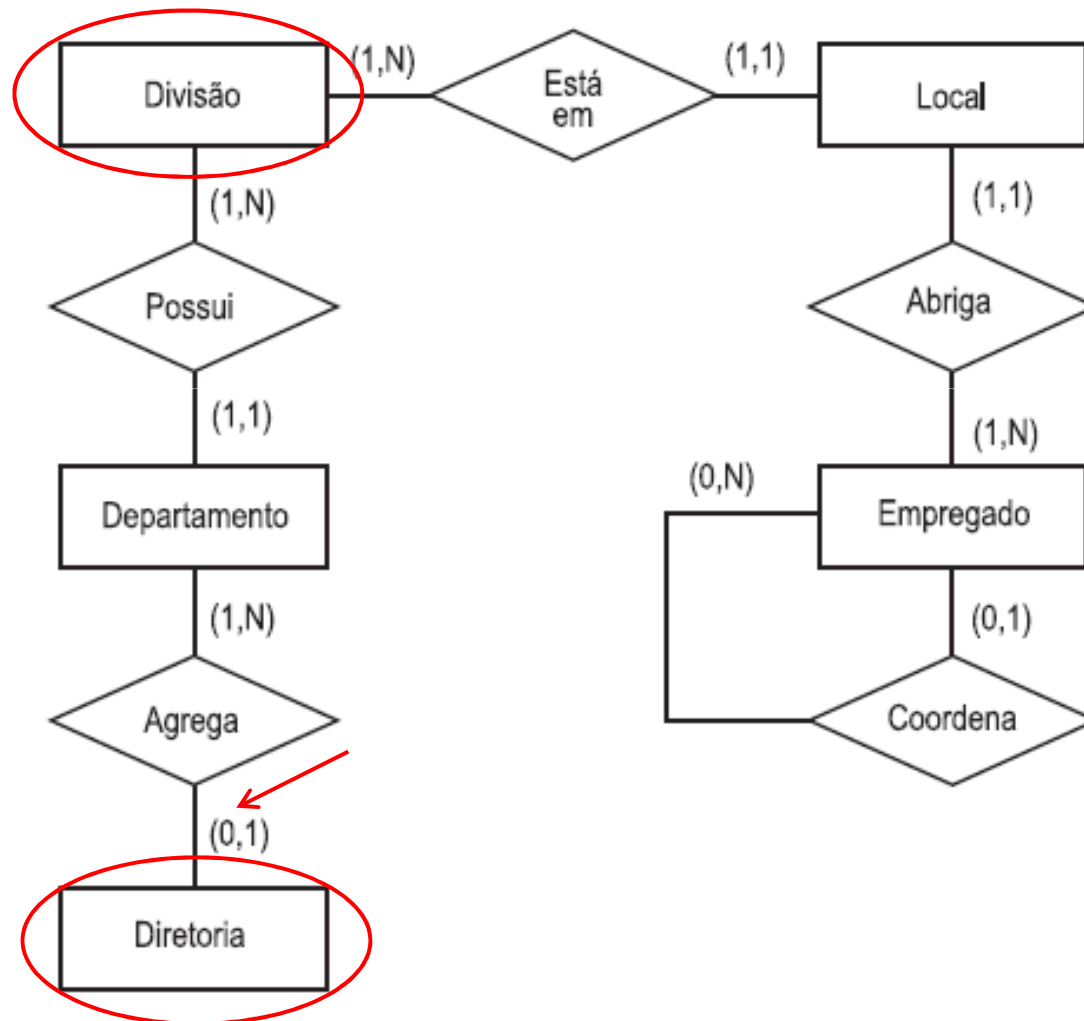 Divisão
(1,N)
Está
em
(1,1)
Local
(1,N)
(1,1)
Possui
Abriga
(1,1)
(1,N)
Departamento
(0,N)
Empregado
(1,N)
(0,1)
Agrega
Coordena
(0,1)
Diretoria